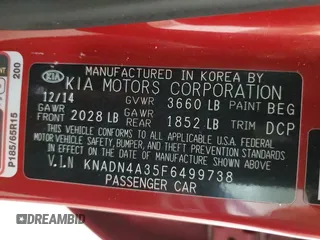 MANUFACTURED IN KOREA BY
KIA KIA MOTORS CORPORATION
12/14 GVWR 3660 LB PAINT BEG
GAWR FRONT 2028 LB GAWR REAR 1852 LB TRIM DCP
THIS VEHICLE CONFORMS TO ALL APPLICABLE FEDERAL
MOTOR VEHICLE SAFETY, BUMPER, AND THEFT
PREVENTION STANDARDS IN EFFECT ON THE DATE OF
MANUFACTURE SHOWN ABOVE.
V.I.N KNADN4A35F6499738
PASSENGER CAR
P185/65R15
200
© DREAMBID
DREAMBID